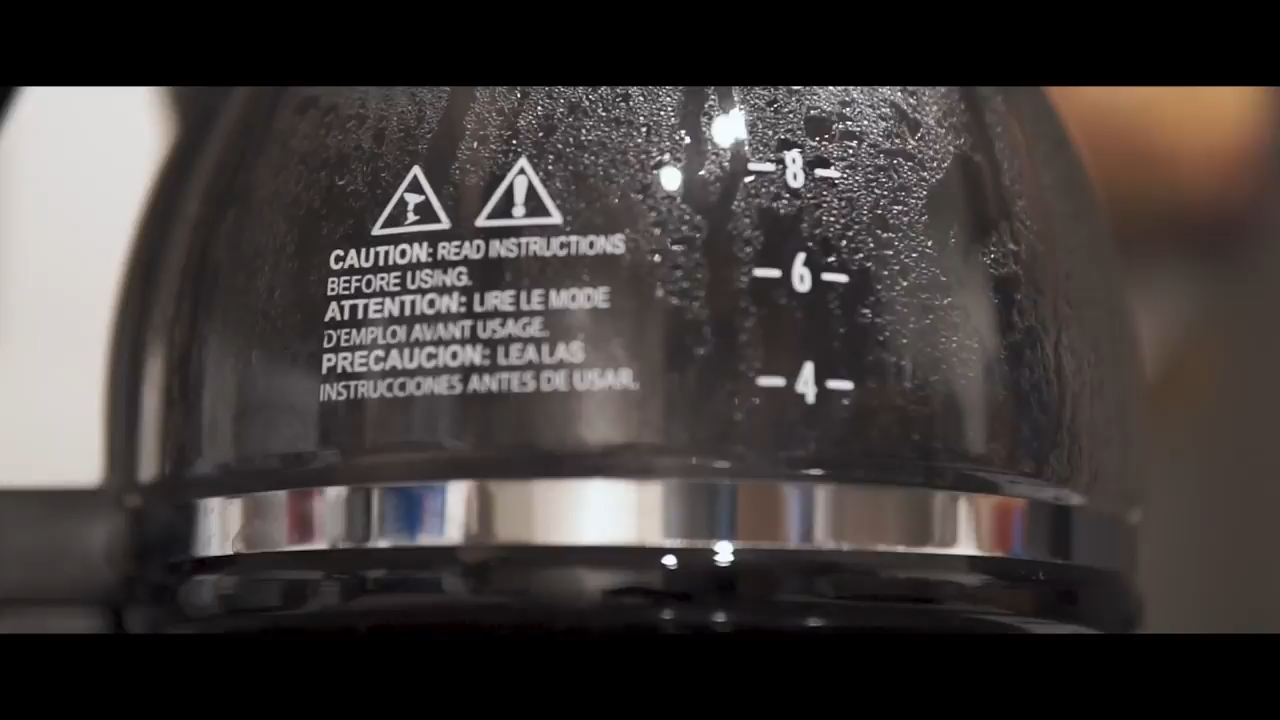 CAUTION: READ INSTRUCTIONS
BEFORE USING.
ATTENTION: LIRE LE MODE
D'EMPLOI AVANT USAGE.
PRECAUCION: LEA LAS
INSTRUCCIONES ANTES DE USAR.
-8-
-6-
-4-